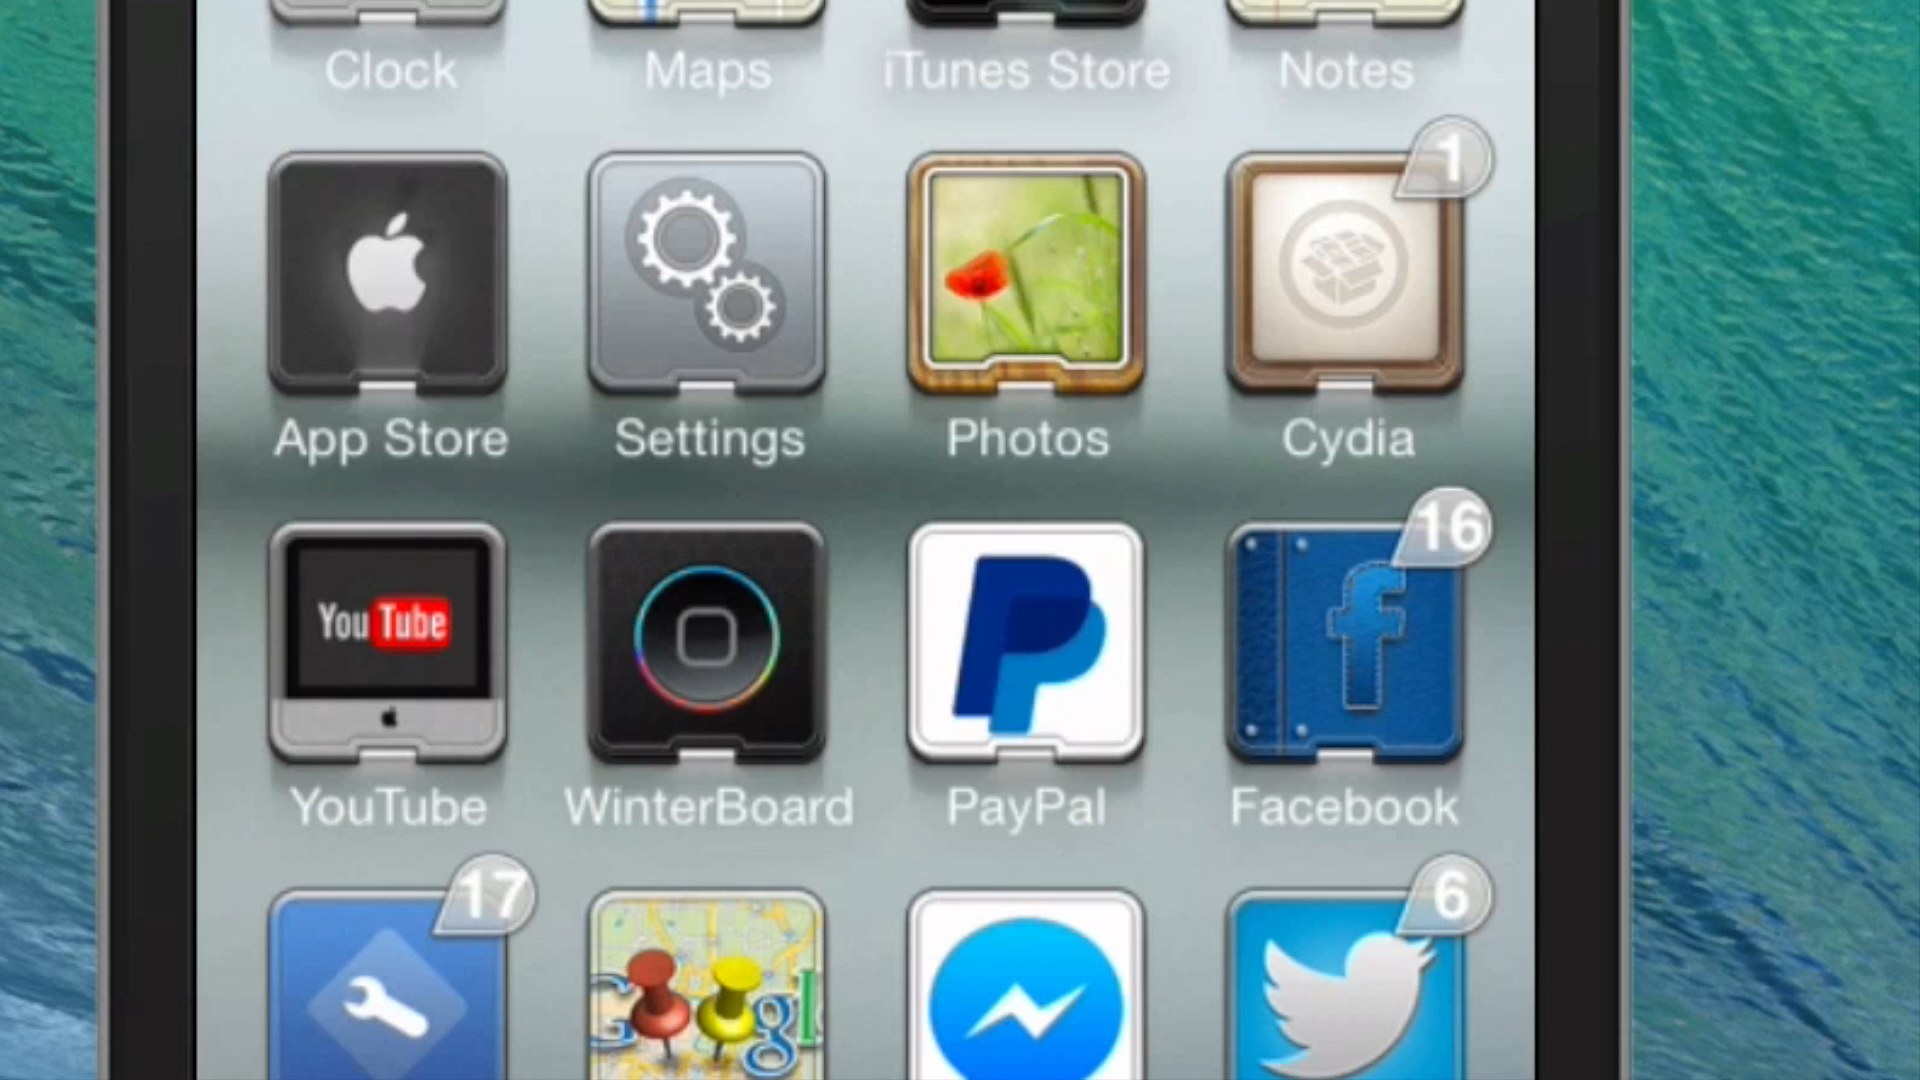 Clock Maps iTunes Store Notes
1
App Store Settings Photos Cydia
16
You Tube
YouTube WinterBoard PayPal Facebook
17 6